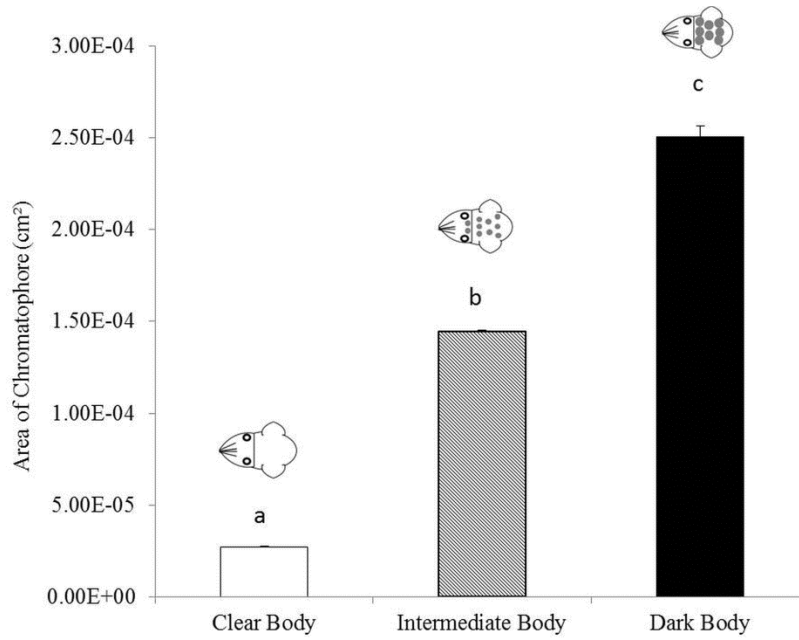 3.00E-04
c
2.50E-04
2.00E-04
b
1.50E-04
1.00E-04
a
5.00E-05
0.00E+00
Area of Chromatophore (cm²)
Clear Body
Intermediate Body
Dark Body